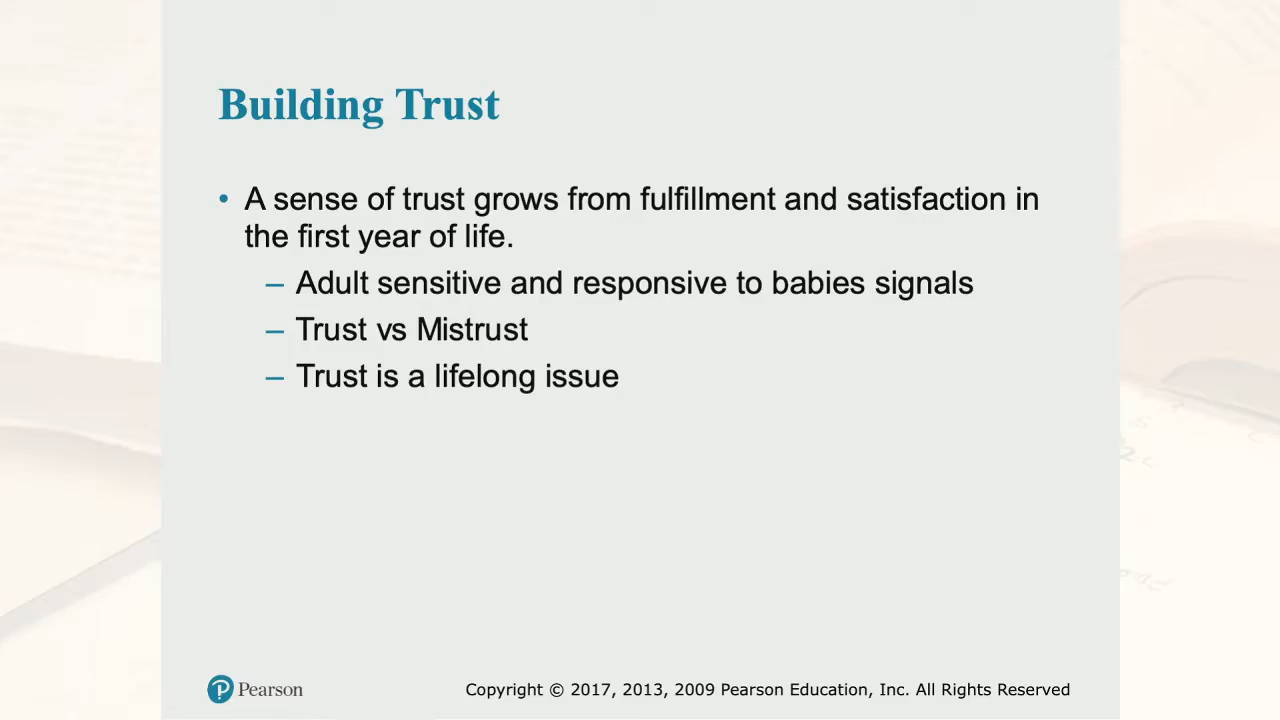 Building Trust
• A sense of trust grows from fulfillment and satisfaction in
the first year of life.
– Adult sensitive and responsive to babies signals
– Trust vs Mistrust
– Trust is a lifelong issue
Pearson
Copyright © 2017, 2013, 2009 Pearson Education, Inc. All Rights Reserved